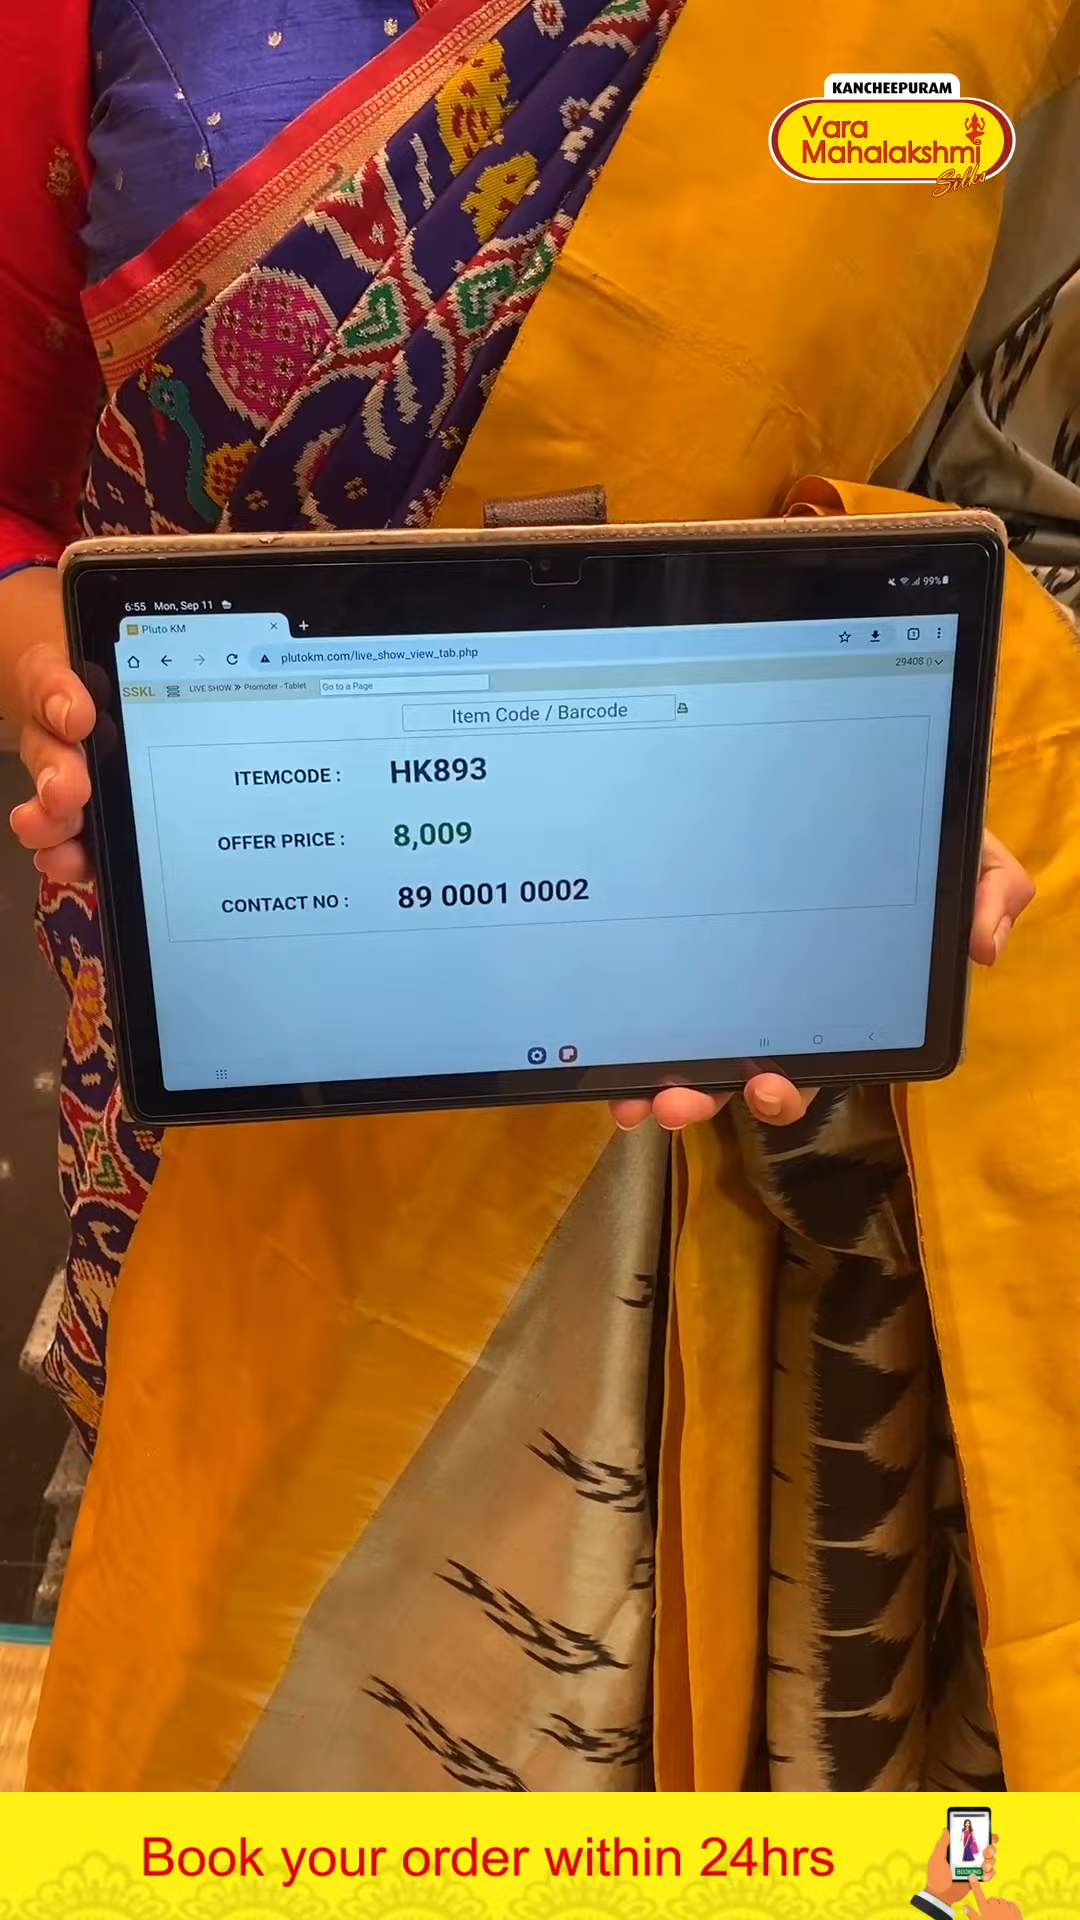 KANCHEEPURAM
Vara
Mahalakshmi
Silks
6:55 Mon, Sep 11
99%
Pluto KM
plutokm.com/live_show_view_tab.php
29408 ()
SSKL
LIVE SHOW » Promoter - Tablet
Go to a Page
Item Code / Barcode
ITEMCODE : HK893
OFFER PRICE : 8,009
CONTACT NO : 89 0001 0002
Book your order within 24hrs
BOOKING